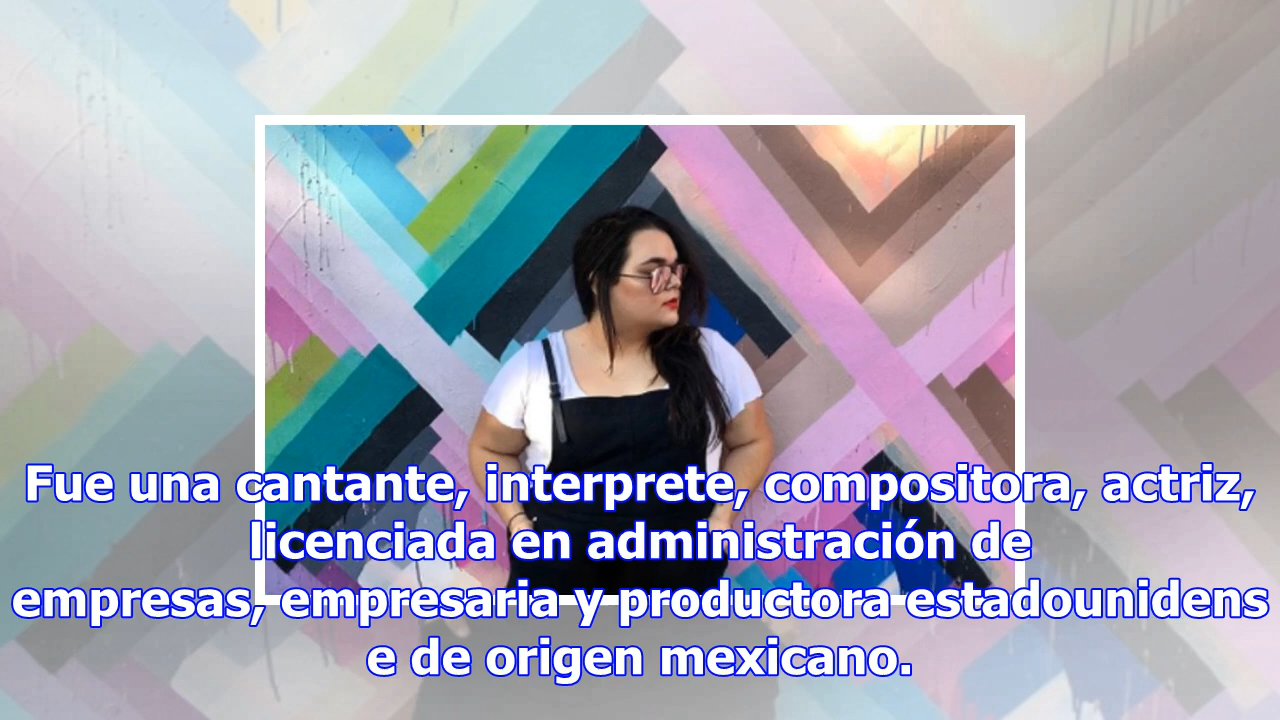 Fue una cantante, interprete, compositora, actriz,
licenciada en administración de
empresas, empresaria y productora estadounidens
e de origen mexicano.